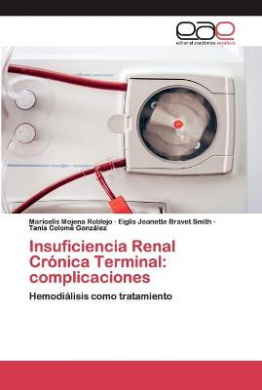 eae
editorial académica española
Maricelis Mojena Roblejo · Eiglis Jeanette Bravet Smith ·
Tania Colomé González
Insuficiencia Renal
Crónica Terminal:
complicaciones
Hemodiálisis como tratamiento